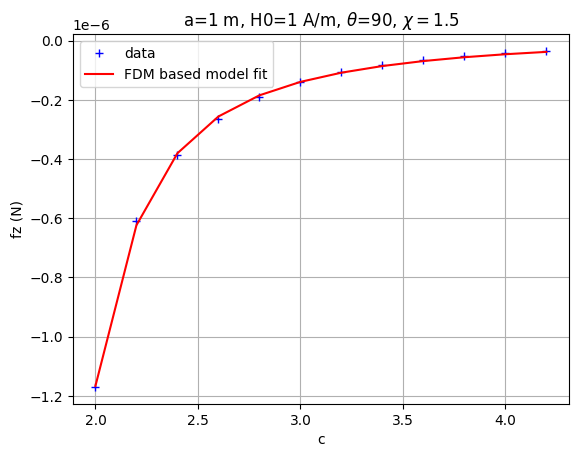 a=1 m, H0=1 A/m, θ=90, χ = 1.5
1e−6
data
FDM based model fit
0.0
−0.2
−0.4
−0.6
−0.8
−1.0
−1.2
fz (N)
2.0 2.5 3.0 3.5 4.0
c